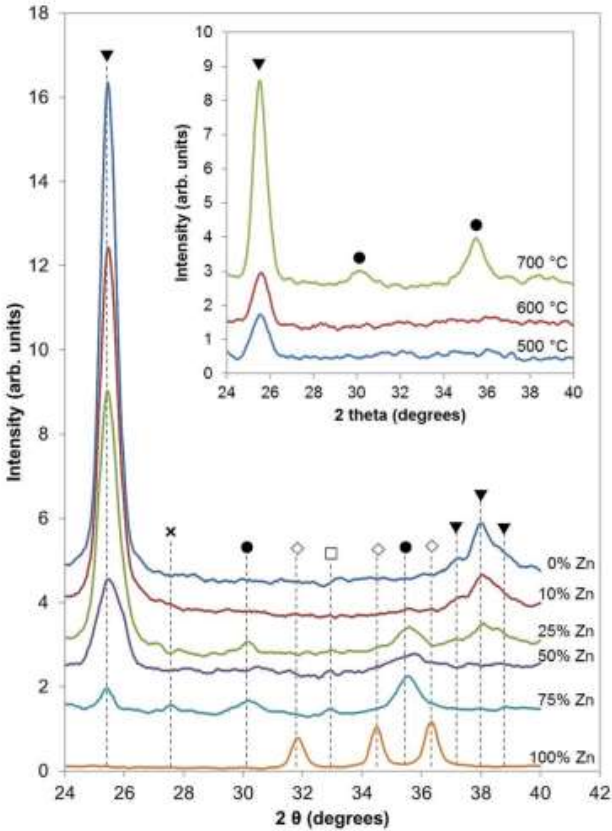 18
16
14
12
10
8
6
4
2
0
Intensity (arb. units)
24 26 28 30 32 34 36 38 40 42
2 θ (degrees)
×
0% Zn
10% Zn
25% Zn
50% Zn
75% Zn
100% Zn
10
9
8
7
6
5
4
3
2
1
0
Intensity (arb. units)
700 °C
600 °C
500 °C
24 26 28 30 32 34 36 38 40
2 theta (degrees)